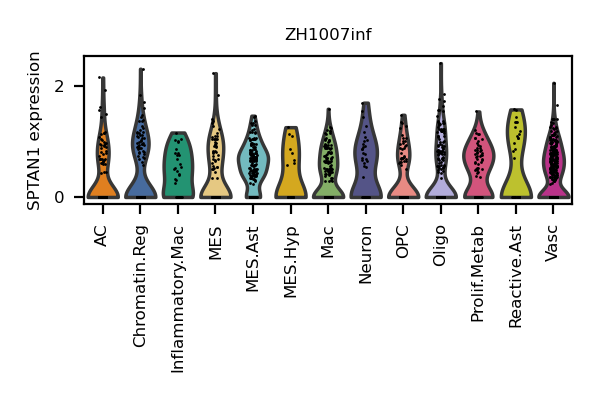 ZH1007inf
SPTAN1 expression
2
0
AC
Chromatin.Reg
Inflammatory.Mac
MES
MES.Ast
MES.Hyp
Mac
Neuron
OPC
Oligo
Prolif.Metab
Reactive.Ast
Vasc